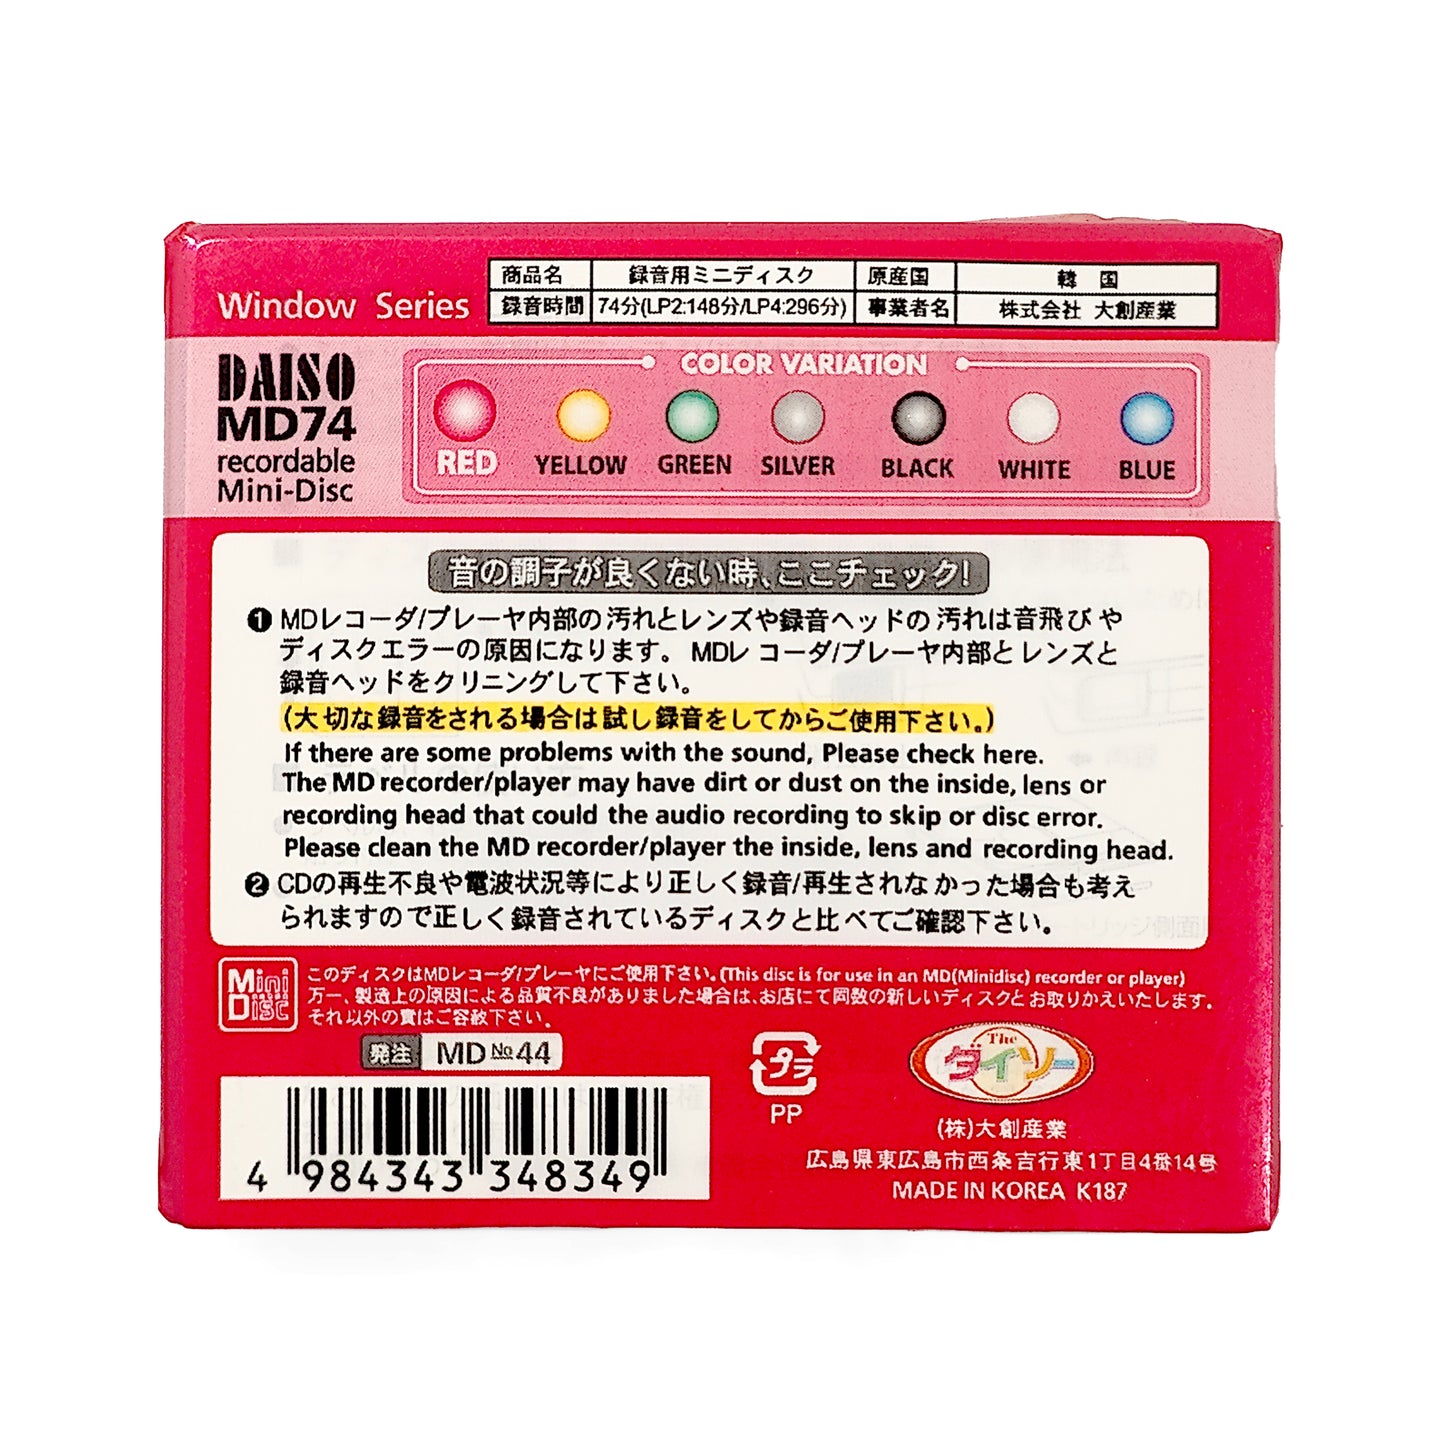 Window Series
商品名 録音用ミニディスク 原産国 韓 国
録音時間 74分(LP2:148分/LP4:296分) 事業者名 株式会社 大創産業
DAISO
MD74
recordable
Mini-Disc
COLOR VARIATION
RED YELLOW GREEN SILVER BLACK WHITE BLUE
音の調子が良くない時、ここチェック!
❶ MDレコーダ/プレーヤ内部の汚れとレンズや録音ヘッドの汚れは音飛びや
ディスクエラーの原因になります。MDレコーダ/プレーヤ内部とレンズと
録音ヘッドをクリニングして下さい。
(大切な録音をされる場合は試し録音をしてからご使用下さい。)
If there are some problems with the sound, Please check here.
The MD recorder/player may have dirt or dust on the inside, lens or
recording head that could the audio recording to skip or disc error.
Please clean the MD recorder/player the inside, lens and recording head.
❷ CDの再生不良や電波状況等により正しく録音/再生されなかった場合も考え
られますので正しく録音されているディスクと比べてご確認下さい。
Mini
Disc
このディスクはMDレコーダ/プレーヤにご使用下さい。(This disc is for use in an MD(Minidisc) recorder or player)
万一、製造上の原因による品質不良がありました場合は、お店にて同数の新しいディスクとお取りかえいたします。
それ以外の責はご容赦下さい。
発注 MD №44
4 984343 348349
プラ
PP
The
ダイソー
(株)大創産業
広島県東広島市西条吉行東1丁目4番14号
MADE IN KOREA K187